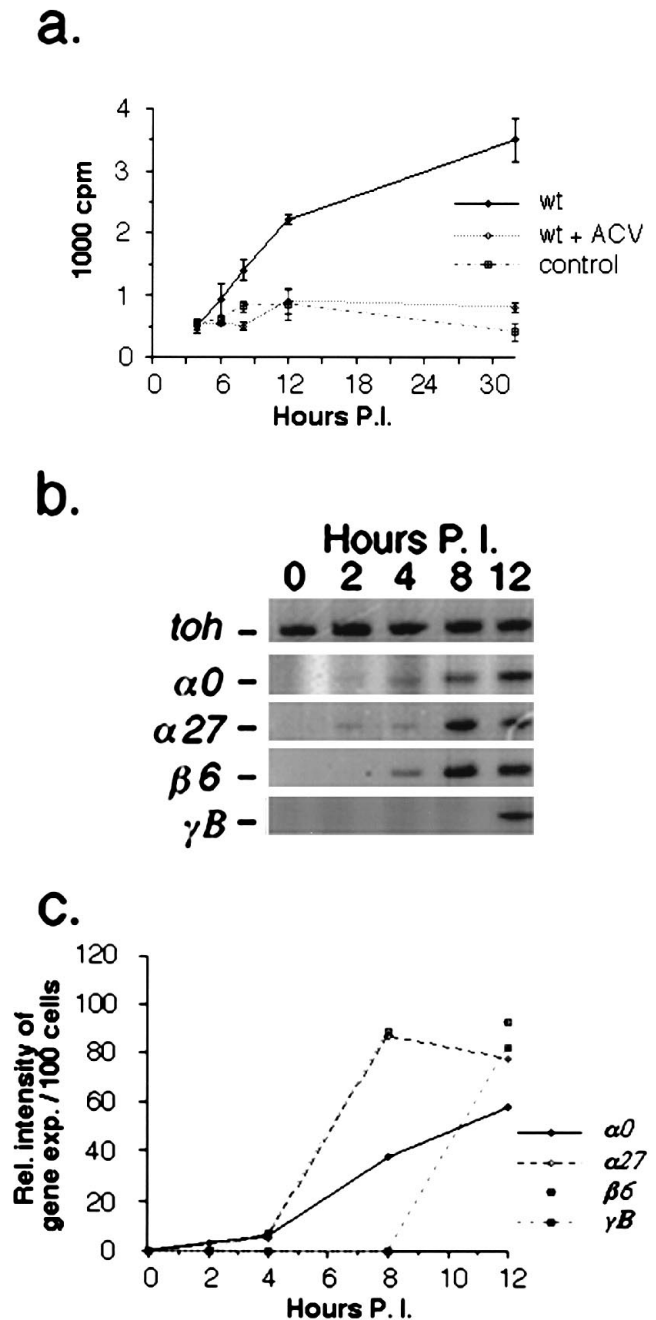 a.
4
3
2
1
0
1000 cpm
0 6 12 18 24 30
Hours P.I.
wt
wt + ACV
control
b.
Hours P. I.
0 2 4 8 12
toh –
α0 –
α27 –
β6 –
γB –
c.
120
100
80
60
40
20
0
Rel. intensity of
gene exp. / 100 cells
0 2 4 6 8 10 12
Hours P. I.
α0
α27
β6
γB